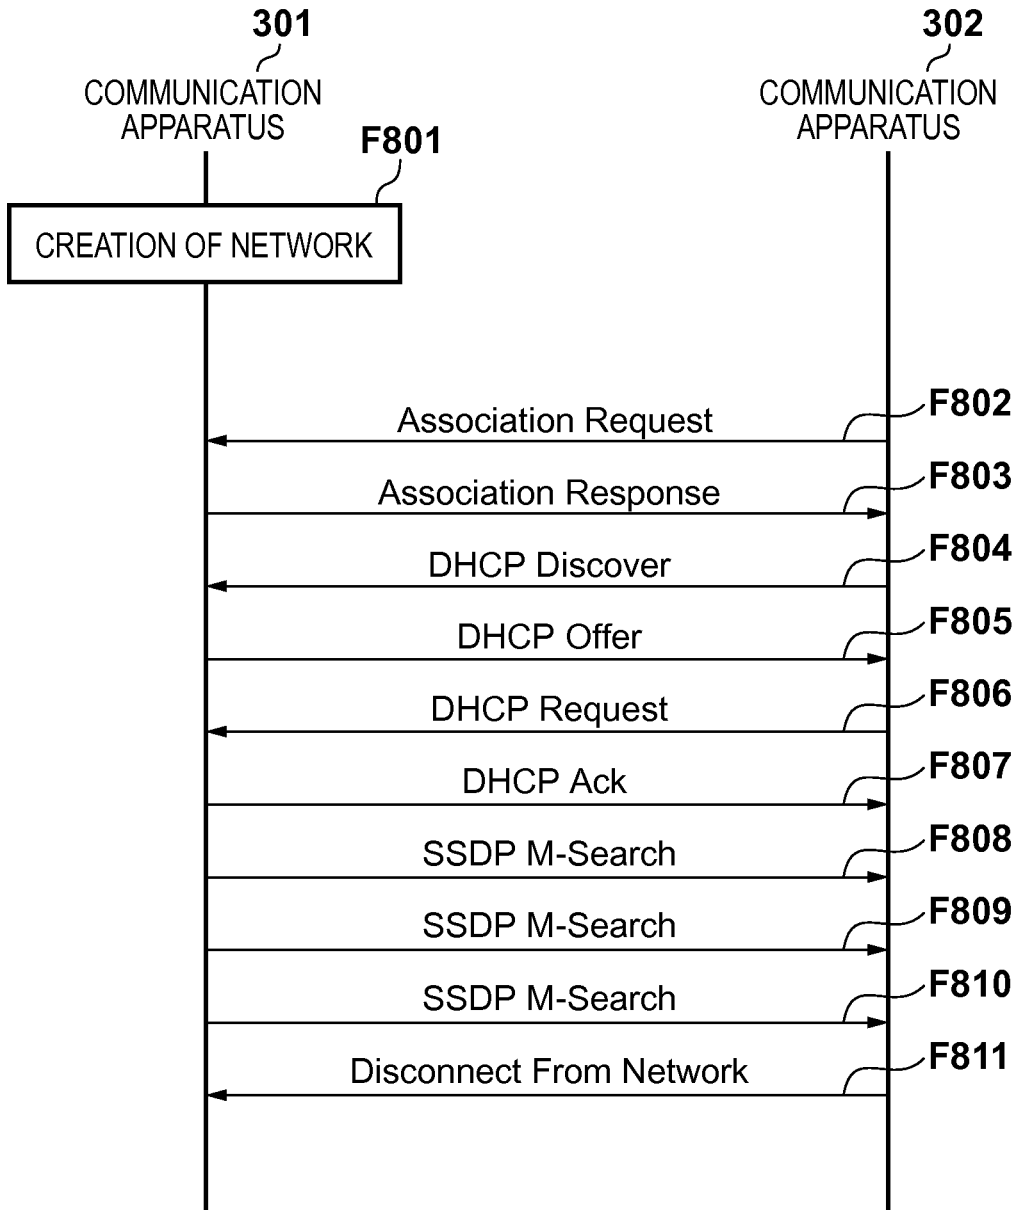 301
302
COMMUNICATION
APPARATUS
COMMUNICATION
APPARATUS
F801
CREATION OF NETWORK
F802
Association Request
F803
Association Response
F804
DHCP Discover
F805
DHCP Offer
F806
DHCP Request
F807
DHCP Ack
F808
SSDP M-Search
F809
SSDP M-Search
F810
SSDP M-Search
F811
Disconnect From Network